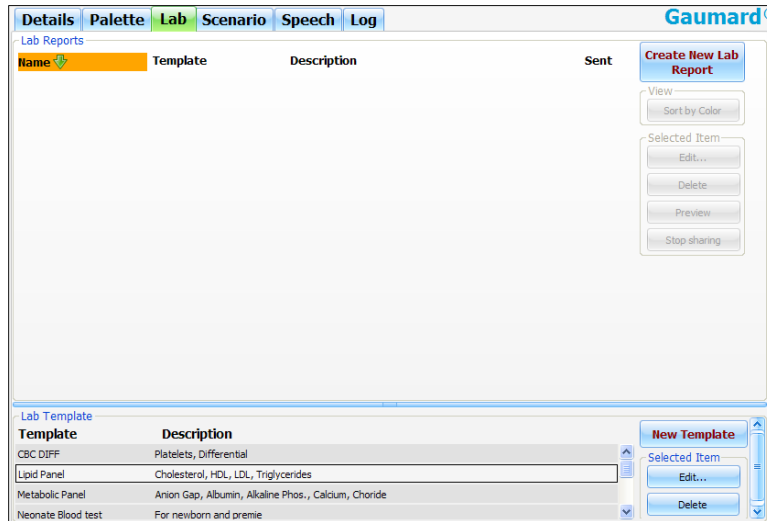 Details Palette Lab Scenario Speech Log Gaumard
Lab Reports
Name Template Description Sent
Create New Lab
Report
View
Sort by Color
Selected Item
Edit...
Delete
Preview
Stop sharing
Lab Template
Template Description
New Template
CBC DIFF Platelets, Differential
Lipid Panel Cholesterol, HDL, LDL, Triglycerides
Metabolic Panel Anion Gap, Albumin, Alkaline Phos., Calcium, Choride
Neonate Blood test For newborn and premie
Selected Item
Edit...
Delete